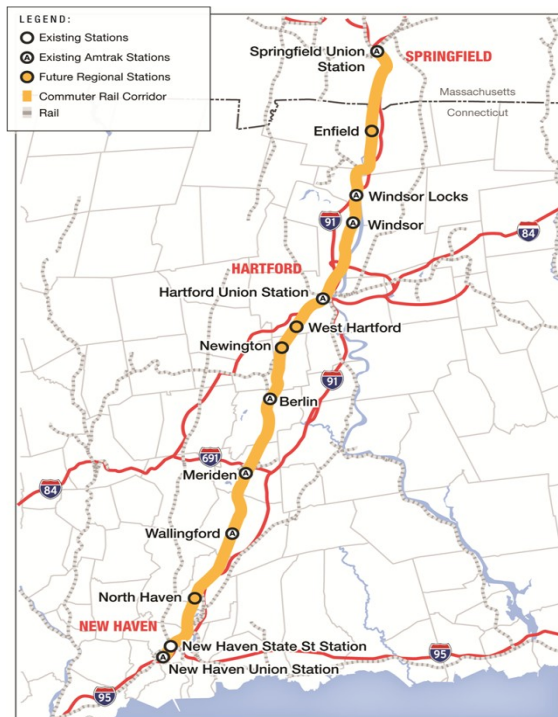 LEGEND:
Existing Stations
Existing Amtrak Stations
Future Regional Stations
Commuter Rail Corridor
Rail
Springfield Union
Station
SPRINGFIELD
Massachusetts
Connecticut
Enfield
Windsor Locks
91
Windsor
84
HARTFORD
Hartford Union Station
West Hartford
Newington
91
Berlin
691
Meriden
84
Wallingford
North Haven
NEW HAVEN
New Haven State St Station
New Haven Union Station
95
95